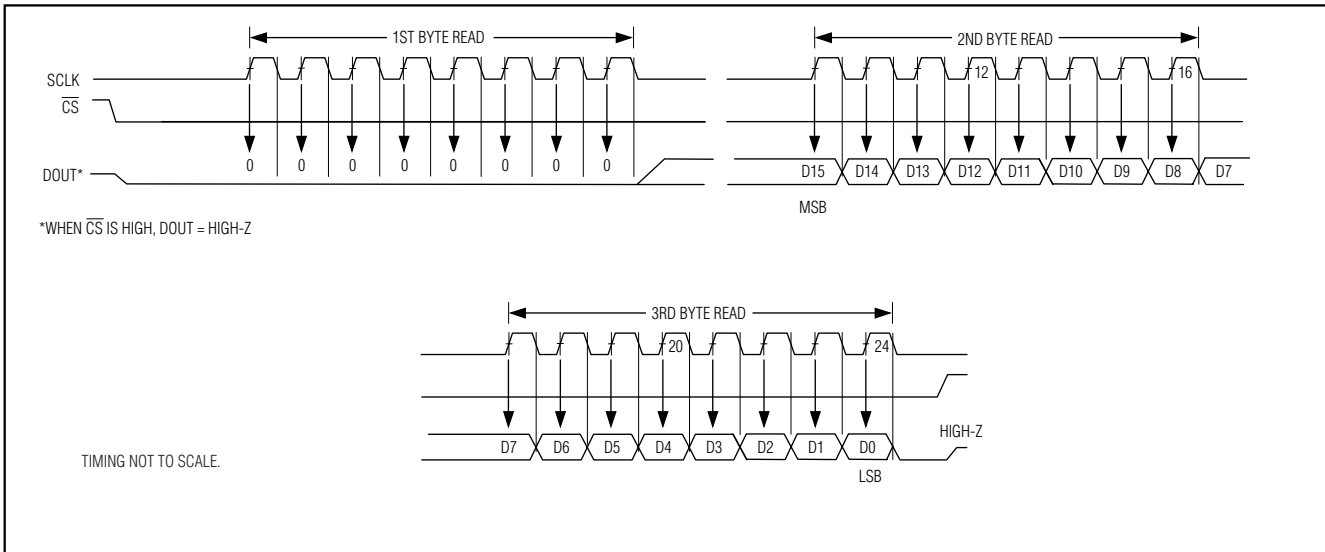 1ST BYTE READ
2ND BYTE READ
SCLK
12
16
C̅S̅
0 0 0 0 0 0 0 0
DOUT*
D15 D14 D13 D12 D11 D10 D9 D8 D7
MSB
*WHEN C̅S̅ IS HIGH, DOUT = HIGH-Z
3RD BYTE READ
20
24
HIGH-Z
D7 D6 D5 D4 D3 D2 D1 D0
TIMING NOT TO SCALE.
LSB